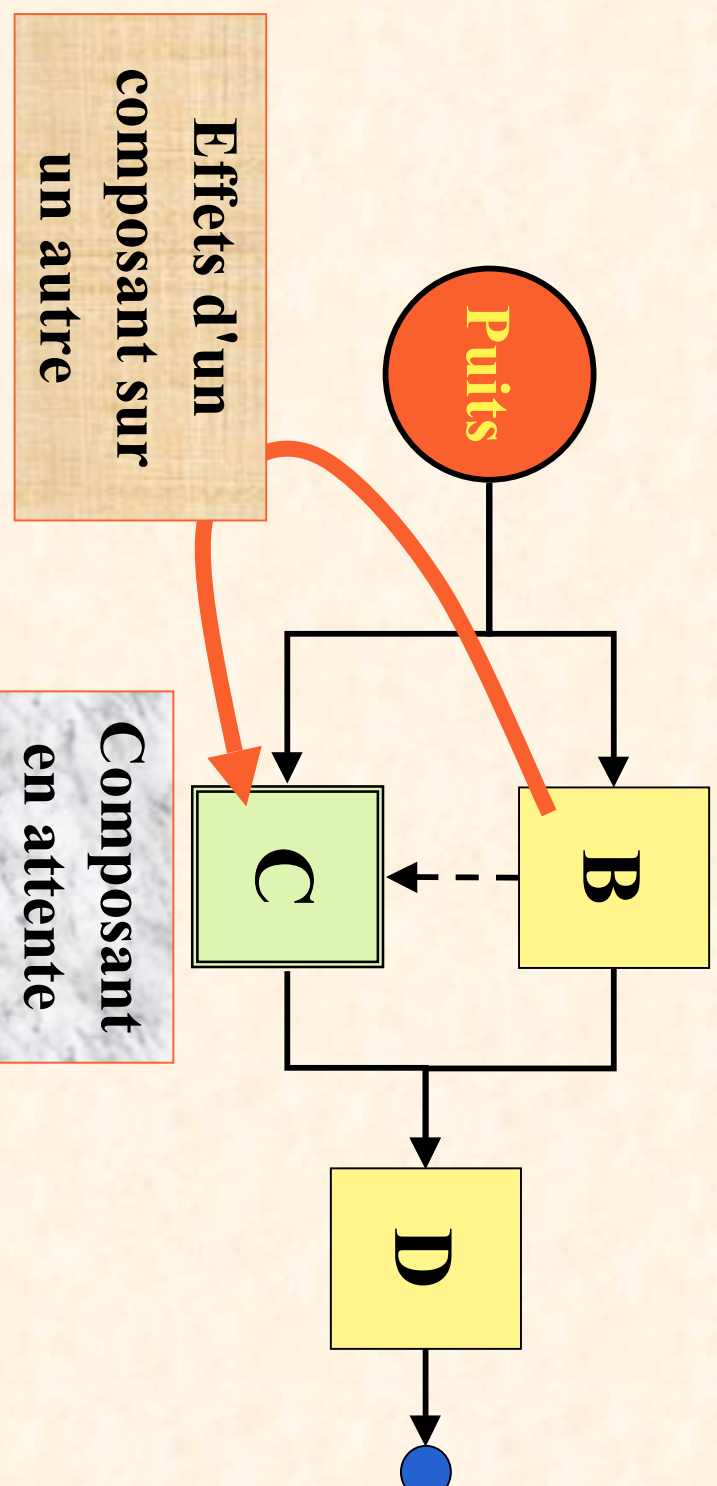 Puits
B
C
D
Effets d'un
composant sur
un autre
Composant
en attente